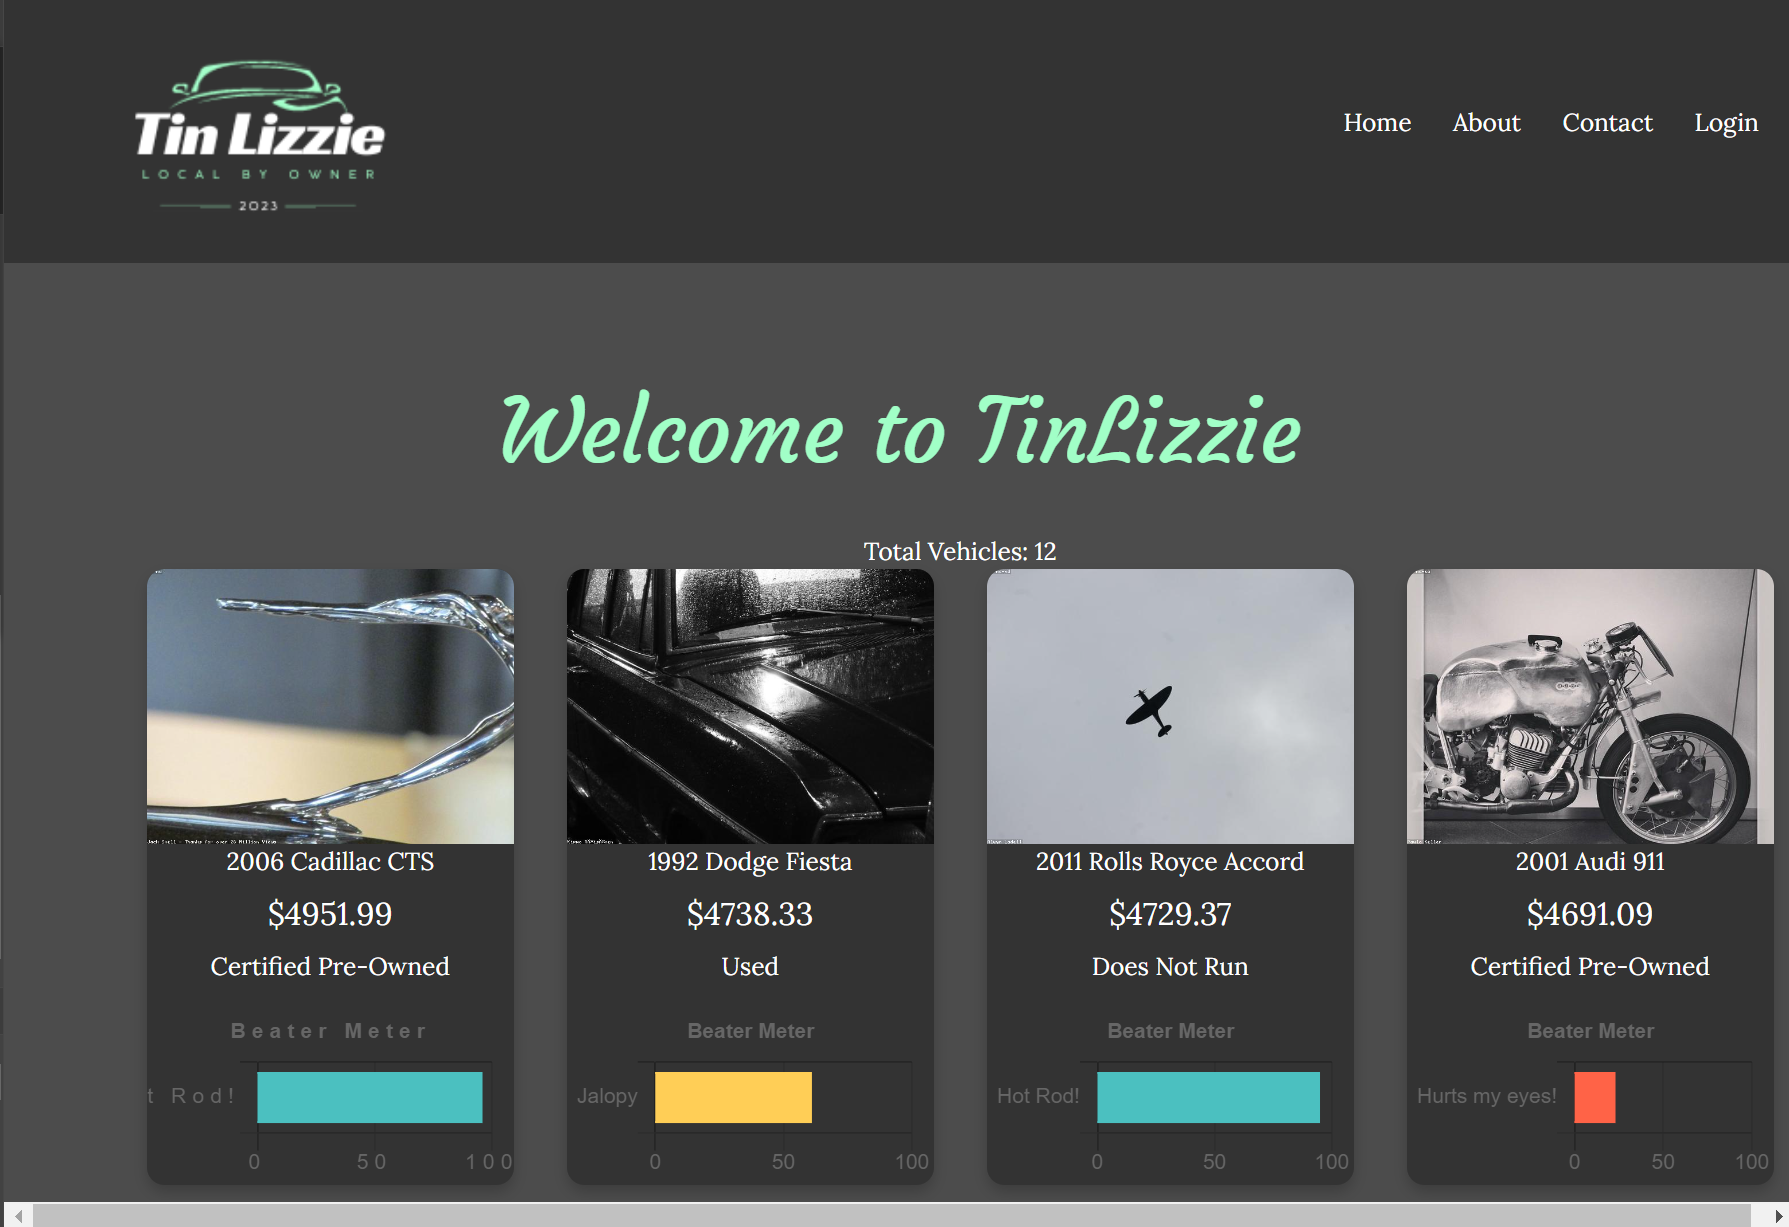 Tin Lizzie
LOCAL BY OWNER
2023
Home About Contact Login
Welcome to TinLizzie
Total Vehicles: 12
2006 Cadillac CTS
$4951.99
Certified Pre-Owned
Beater Meter
t Rod!
0 50 100
1992 Dodge Fiesta
$4738.33
Used
Beater Meter
Jalopy
0 50 100
2011 Rolls Royce Accord
$4729.37
Does Not Run
Beater Meter
Hot Rod!
0 50 100
2001 Audi 911
$4691.09
Certified Pre-Owned
Beater Meter
Hurts my eyes!
0 50 100